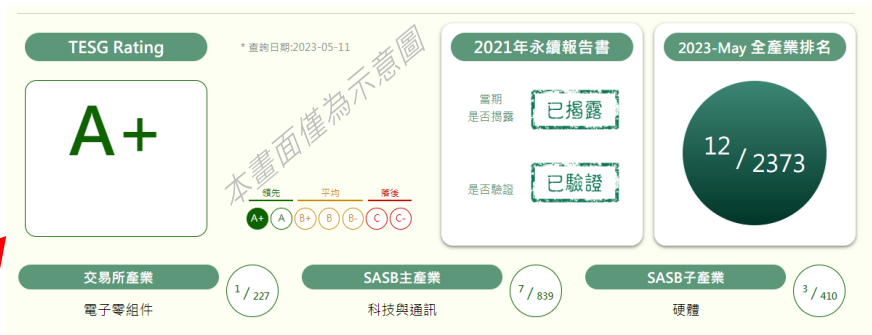 TESG Rating
* 查詢日期:2023-05-11
A+
本畫面僅為示意圖
領先 平均 落後
A+ A B+ B B- C C-
2021年永續報告書
當期
是否揭露
已揭露
是否驗證
已驗證
2023-May 全產業排名
12 / 2373
交易所產業
電子零組件
1 / 227
SASB主產業
科技與通訊
7 / 839
SASB子產業
硬體
3 / 410